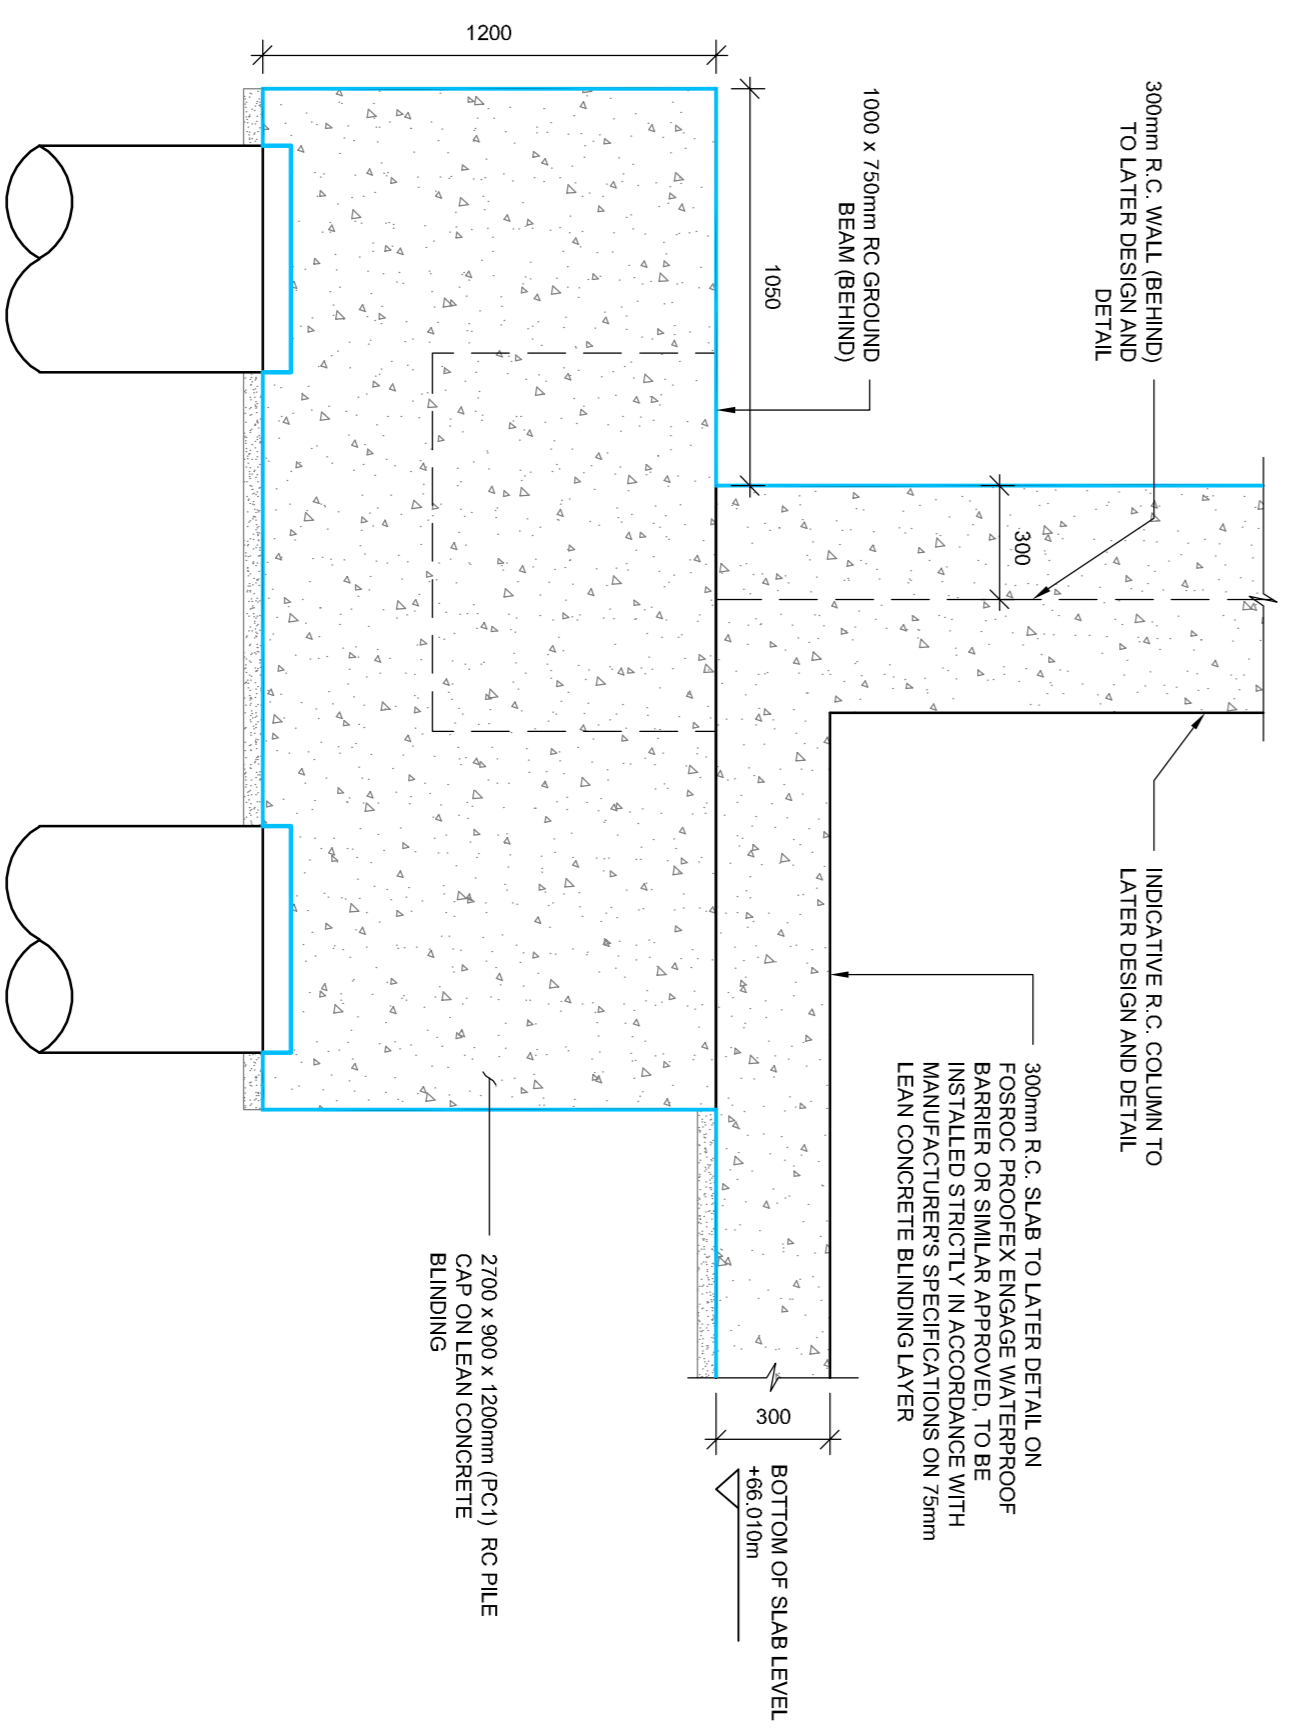 300mm R.C. WALL (BEHIND)
TO LATER DESIGN AND
DETAIL
INDICATIVE R.C. COLUMN TO
LATER DESIGN AND DETAIL
300mm R.C. SLAB TO LATER DETAIL ON
FOSROC PROOFEX ENGAGE WATERPROOF
BARRIER OR SIMILAR APPROVED, TO BE
INSTALLED STRICTLY IN ACCORDANCE WITH
MANUFACTURER'S SPECIFICATIONS ON 75mm
LEAN CONCRETE BLINDING LAYER
300
1000 x 750mm RC GROUND
BEAM (BEHIND)
1050
300
BOTTOM OF SLAB LEVEL
+66.010m
1200
2700 x 900 x 1200mm (PC1) RC PILE
CAP ON LEAN CONCRETE
BLINDING